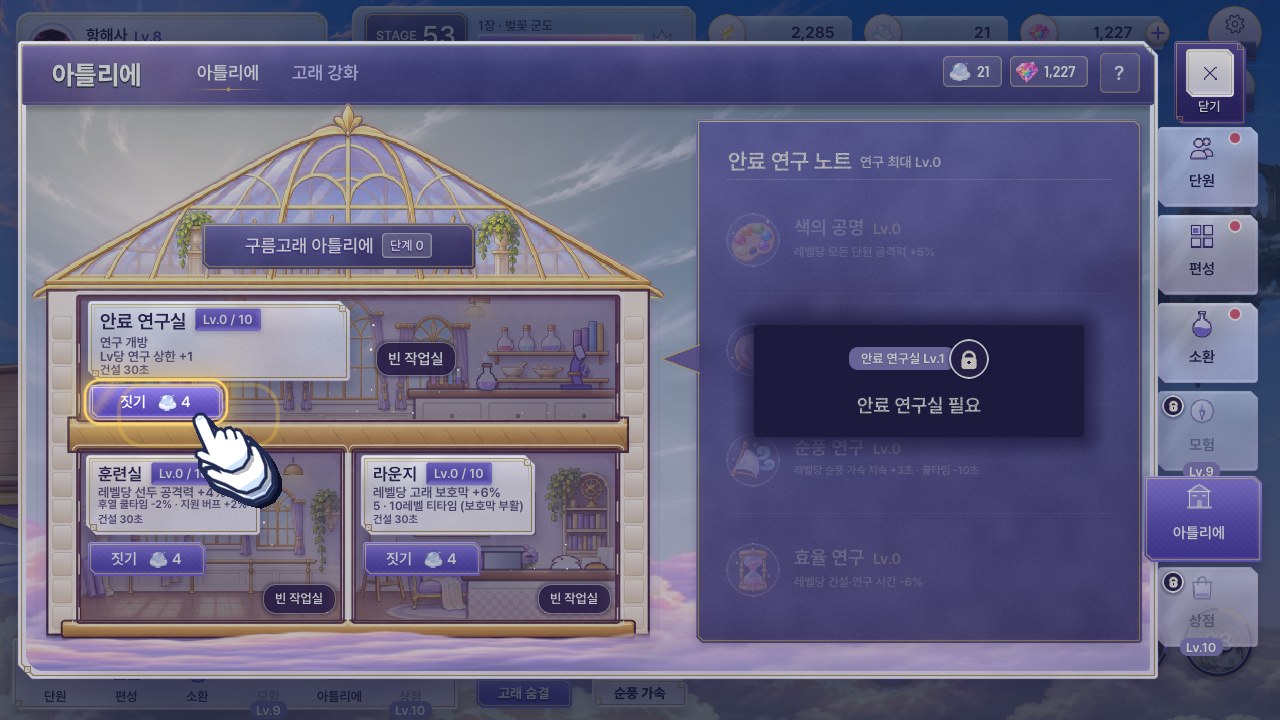 항해사 Lv.8
STAGE 53
1장 · 벚꽃 군도
2,285
21
1,227
아틀리에
아틀리에
고래 강화
21
1,227
?
닫기
구름고래 아틀리에 단계 0
안료 연구실 Lv.0 / 10
연구 개방
Lv당 연구 상한 +1
건설 30초
짓기 4
빈 작업실
훈련실 Lv.0 / 1
레벨당 선두 공격력 +4%
후열 쿨타임 -2% · 지원 버프 +2%
건설 30초
짓기 4
빈 작업실
라운지 Lv.0 / 10
레벨당 고래 보호막 +6%
5 · 10레벨 티타임 (보호막 부활)
건설 30초
짓기 4
빈 작업실
안료 연구 노트 연구 최대 Lv.0
색의 공명 Lv.0
레벨당 모든 단원 공격력 +5%
안료 연구실 Lv.1
안료 연구실 필요
순풍 연구 Lv.0
레벨당 순풍 가속 지속 +3초 · 쿨타임 -10초
효율 연구 Lv.0
레벨당 건설·연구 시간 -6%
단원
편성
소환
모험
Lv.9
아틀리에
상점
Lv.10
단원
편성
소환
모험
Lv.9
아틀리에
상점
Lv.10
고래 숨결
순풍 가속